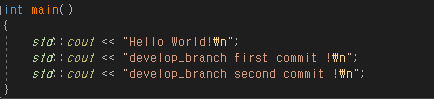 int main()
{
std::cout << "Hello World!₩n";
std::cout << "develop_branch first commit !₩n";
std::cout << "develop_branch second commit !₩n";
}